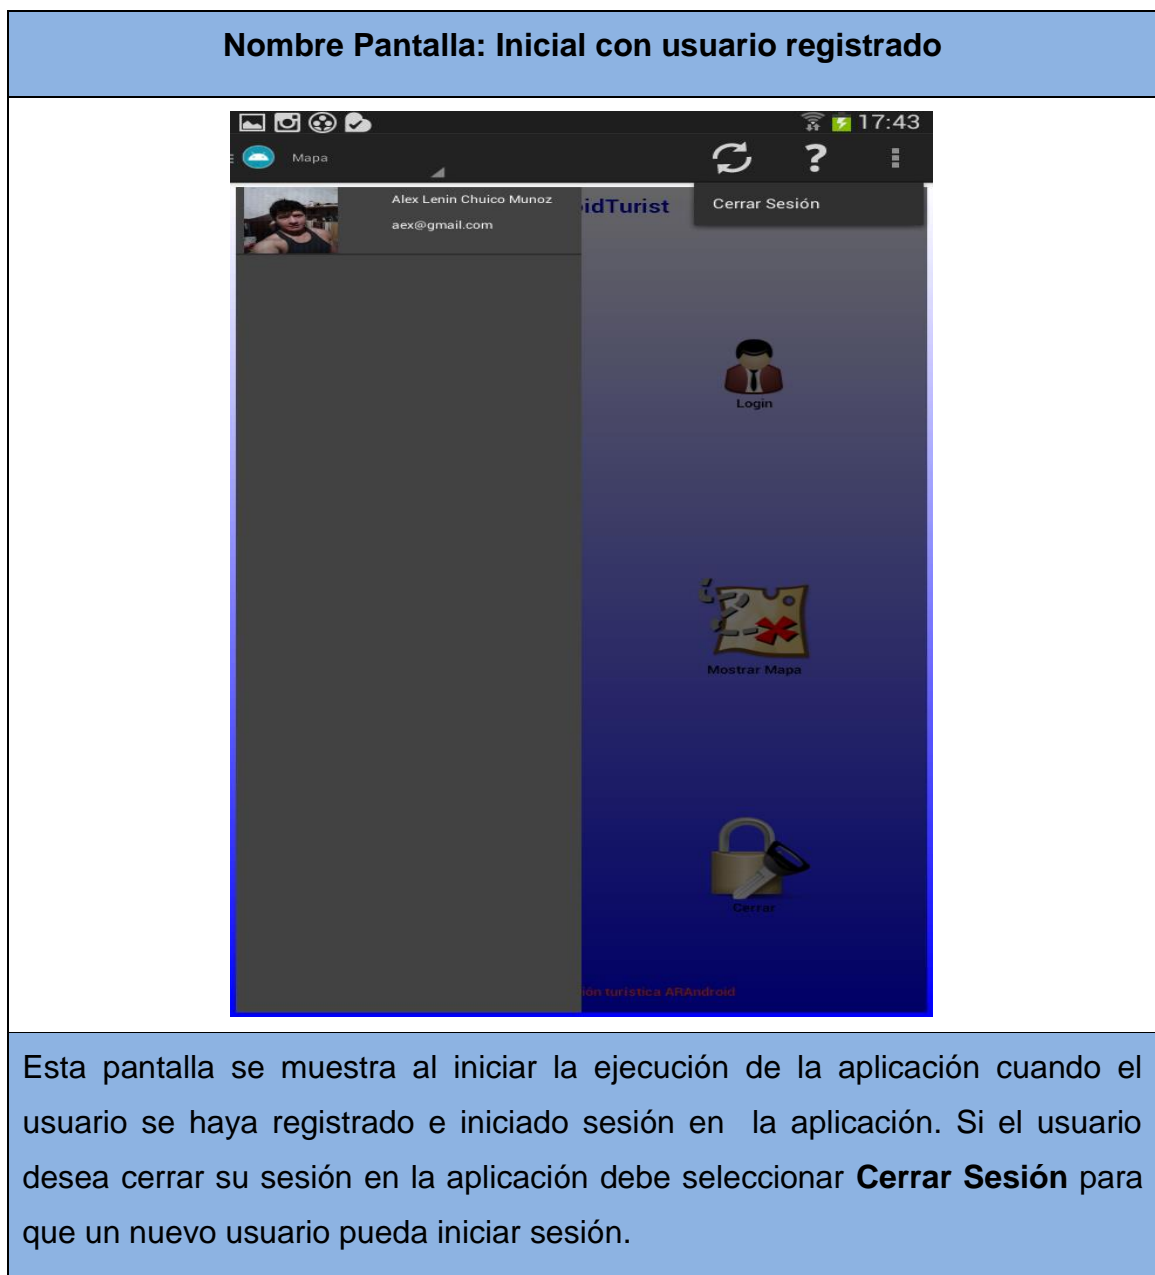 Nombre Pantalla: Inicial con usuario registrado
17:43
Mapa
Alex Lenin Chuico Munoz
aex@gmail.com
idTurist
Cerrar Sesión
Login
Mostrar Mapa
Cerrar
ión turística ARAndroid
Esta pantalla se muestra al iniciar la ejecución de la aplicación cuando el
usuario se haya registrado e iniciado sesión en la aplicación. Si el usuario
desea cerrar su sesión en la aplicación debe seleccionar Cerrar Sesión para
que un nuevo usuario pueda iniciar sesión.